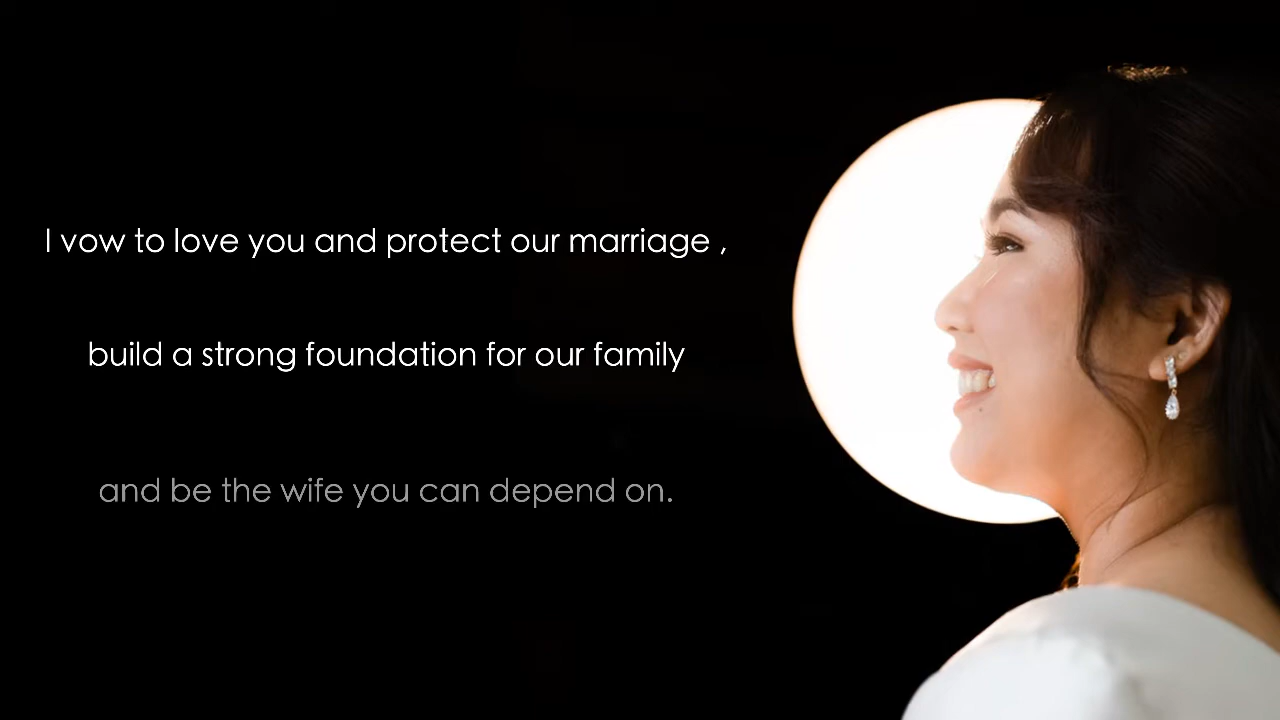 I vow to love you and protect our marriage ,
build a strong foundation for our family
and be the wife you can depend on.